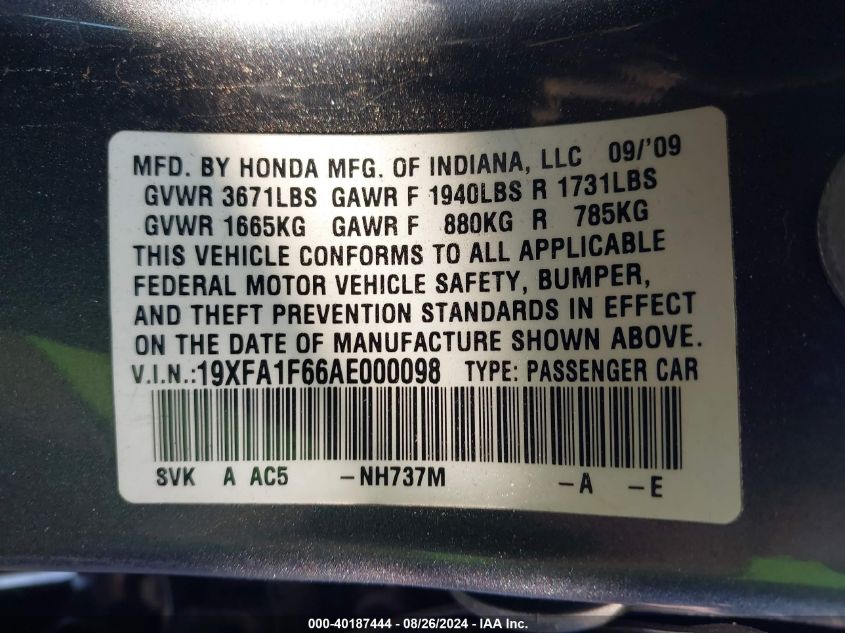 MFD. BY HONDA MFG. OF INDIANA, LLC 09/'09
GVWR 3671LBS GAWR F 1940LBS R 1731LBS
GVWR 1665KG GAWR F 880KG R 785KG
THIS VEHICLE CONFORMS TO ALL APPLICABLE
FEDERAL MOTOR VEHICLE SAFETY, BUMPER,
AND THEFT PREVENTION STANDARDS IN EFFECT
ON THE DATE OF MANUFACTURE SHOWN ABOVE.
V.I.N.:19XFA1F66AE000098 TYPE: PASSENGER CAR
SVK A AC5 -NH737M -A -E
000-40187444 - 08/26/2024 - IAA Inc.